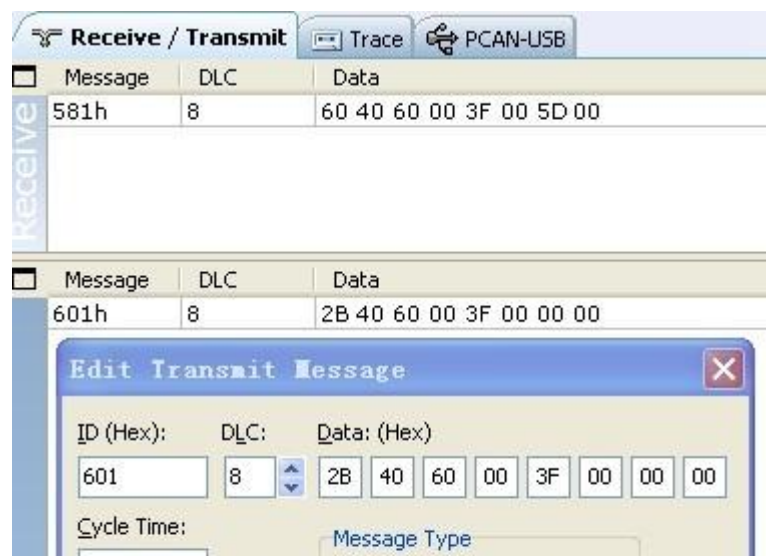 Receive / Transmit Trace PCAN-USB
Message DLC Data
581h 8 60 40 60 00 3F 00 5D 00
Receive
Message DLC Data
601h 8 2B 40 60 00 3F 00 00 00
Edit Transmit Message
ID (Hex): DLC: Data: (Hex)
601 8 2B 40 60 00 3F 00 00 00
Cycle Time:
Message Type